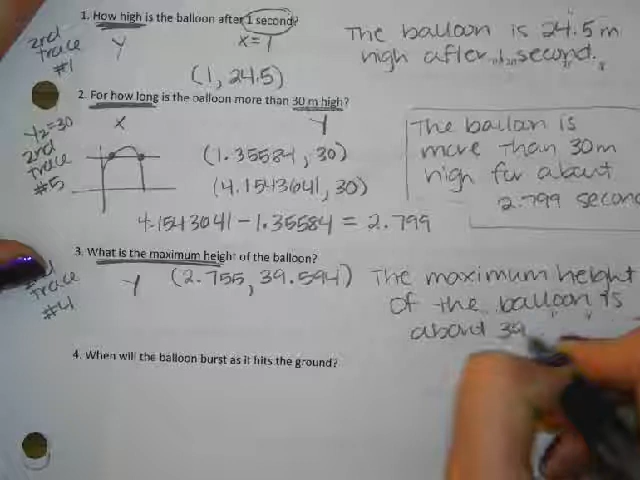 1. How high is the balloon after 1 second?
2nd
trace
#1
Y
x=1
(1, 24.5)
The balloon is 24.5 m
high after one second.
2. For how long is the balloon more than 30 m high?
Y2=30
2nd
trace
#5
X
Y
(1.35584, 30)
(4.1543041, 30)
4.1543041 - 1.35584 = 2.799
The balloon is
more than 30m
high for about
2.799 second
3. What is the maximum height of the balloon?
trace
#4
Y (2.755, 39.594)
The maximum height
of the balloon is
about 39
4. When will the balloon burst as it hits the ground?